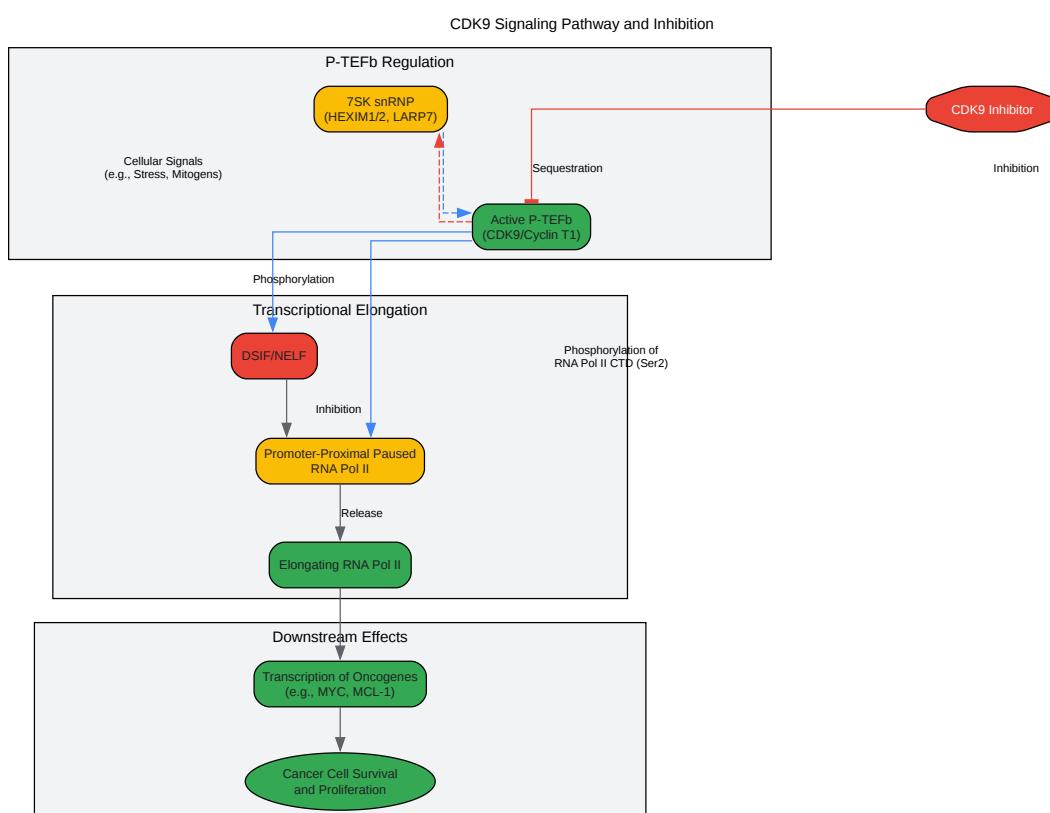 CDK9 Signaling Pathway and Inhibition
P-TEFb Regulation
7SK snRNP
(HEXIM1/2, LARP7)
CDK9 Inhibitor
Cellular Signals
(e.g., Stress, Mitogens)
Sequestration
Inhibition
Active P-TEFb
(CDK9/Cyclin T1)
Phosphorylation
Transcriptional Elongation
DSIF/NELF
Phosphorylation of
RNA Pol II CTD (Ser2)
Inhibition
Promoter-Proximal Paused
RNA Pol II
Release
Elongating RNA Pol II
Downstream Effects
Transcription of Oncogenes
(e.g., MYC, MCL-1)
Cancer Cell Survival
and Proliferation